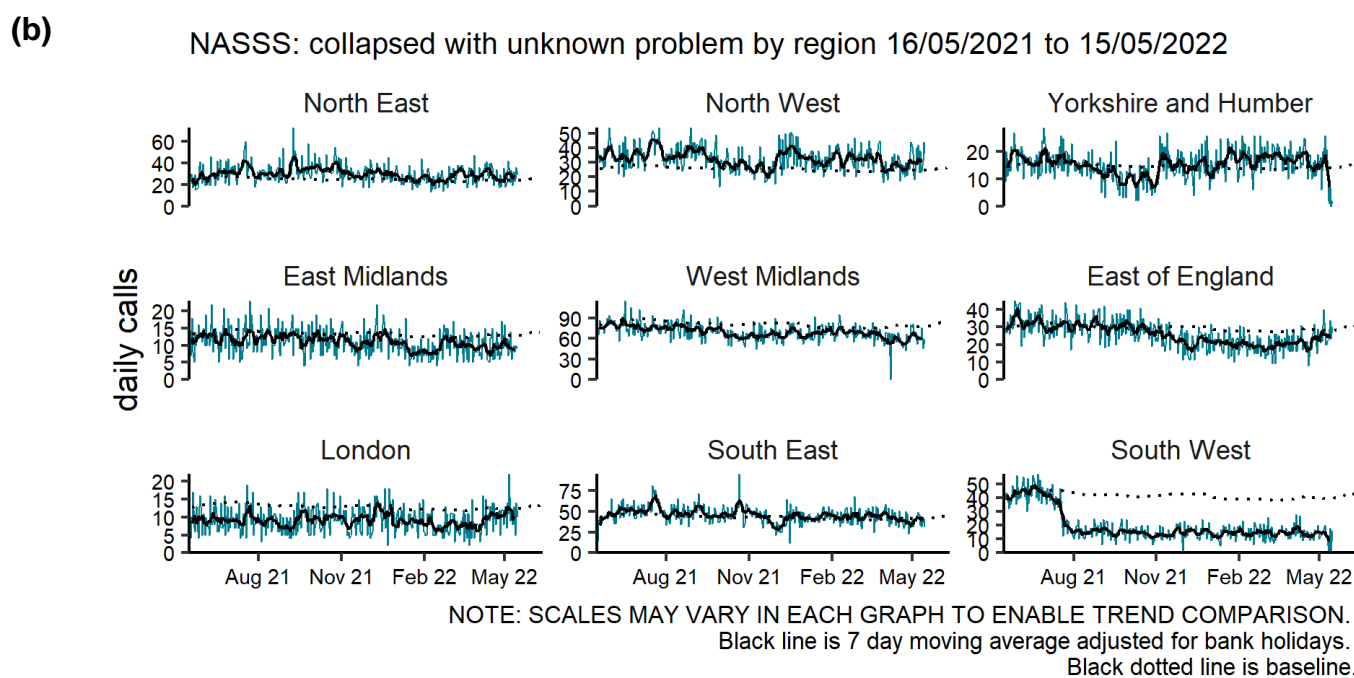 (b)
NASSS: collapsed with unknown problem by region 16/05/2021 to 15/05/2022
daily calls
North East
60
40
20
0
North West
50
40
30
20
10
0
Yorkshire and Humber
20
10
0
East Midlands
20
15
10
5
0
West Midlands
90
60
30
0
East of England
40
30
20
10
0
London
20
15
10
5
0
Aug 21 Nov 21 Feb 22 May 22
South East
75
50
25
0
Aug 21 Nov 21 Feb 22 May 22
South West
50
40
30
20
10
0
Aug 21 Nov 21 Feb 22 May 22
NOTE: SCALES MAY VARY IN EACH GRAPH TO ENABLE TREND COMPARISON.
Black line is 7 day moving average adjusted for bank holidays.
Black dotted line is baseline.